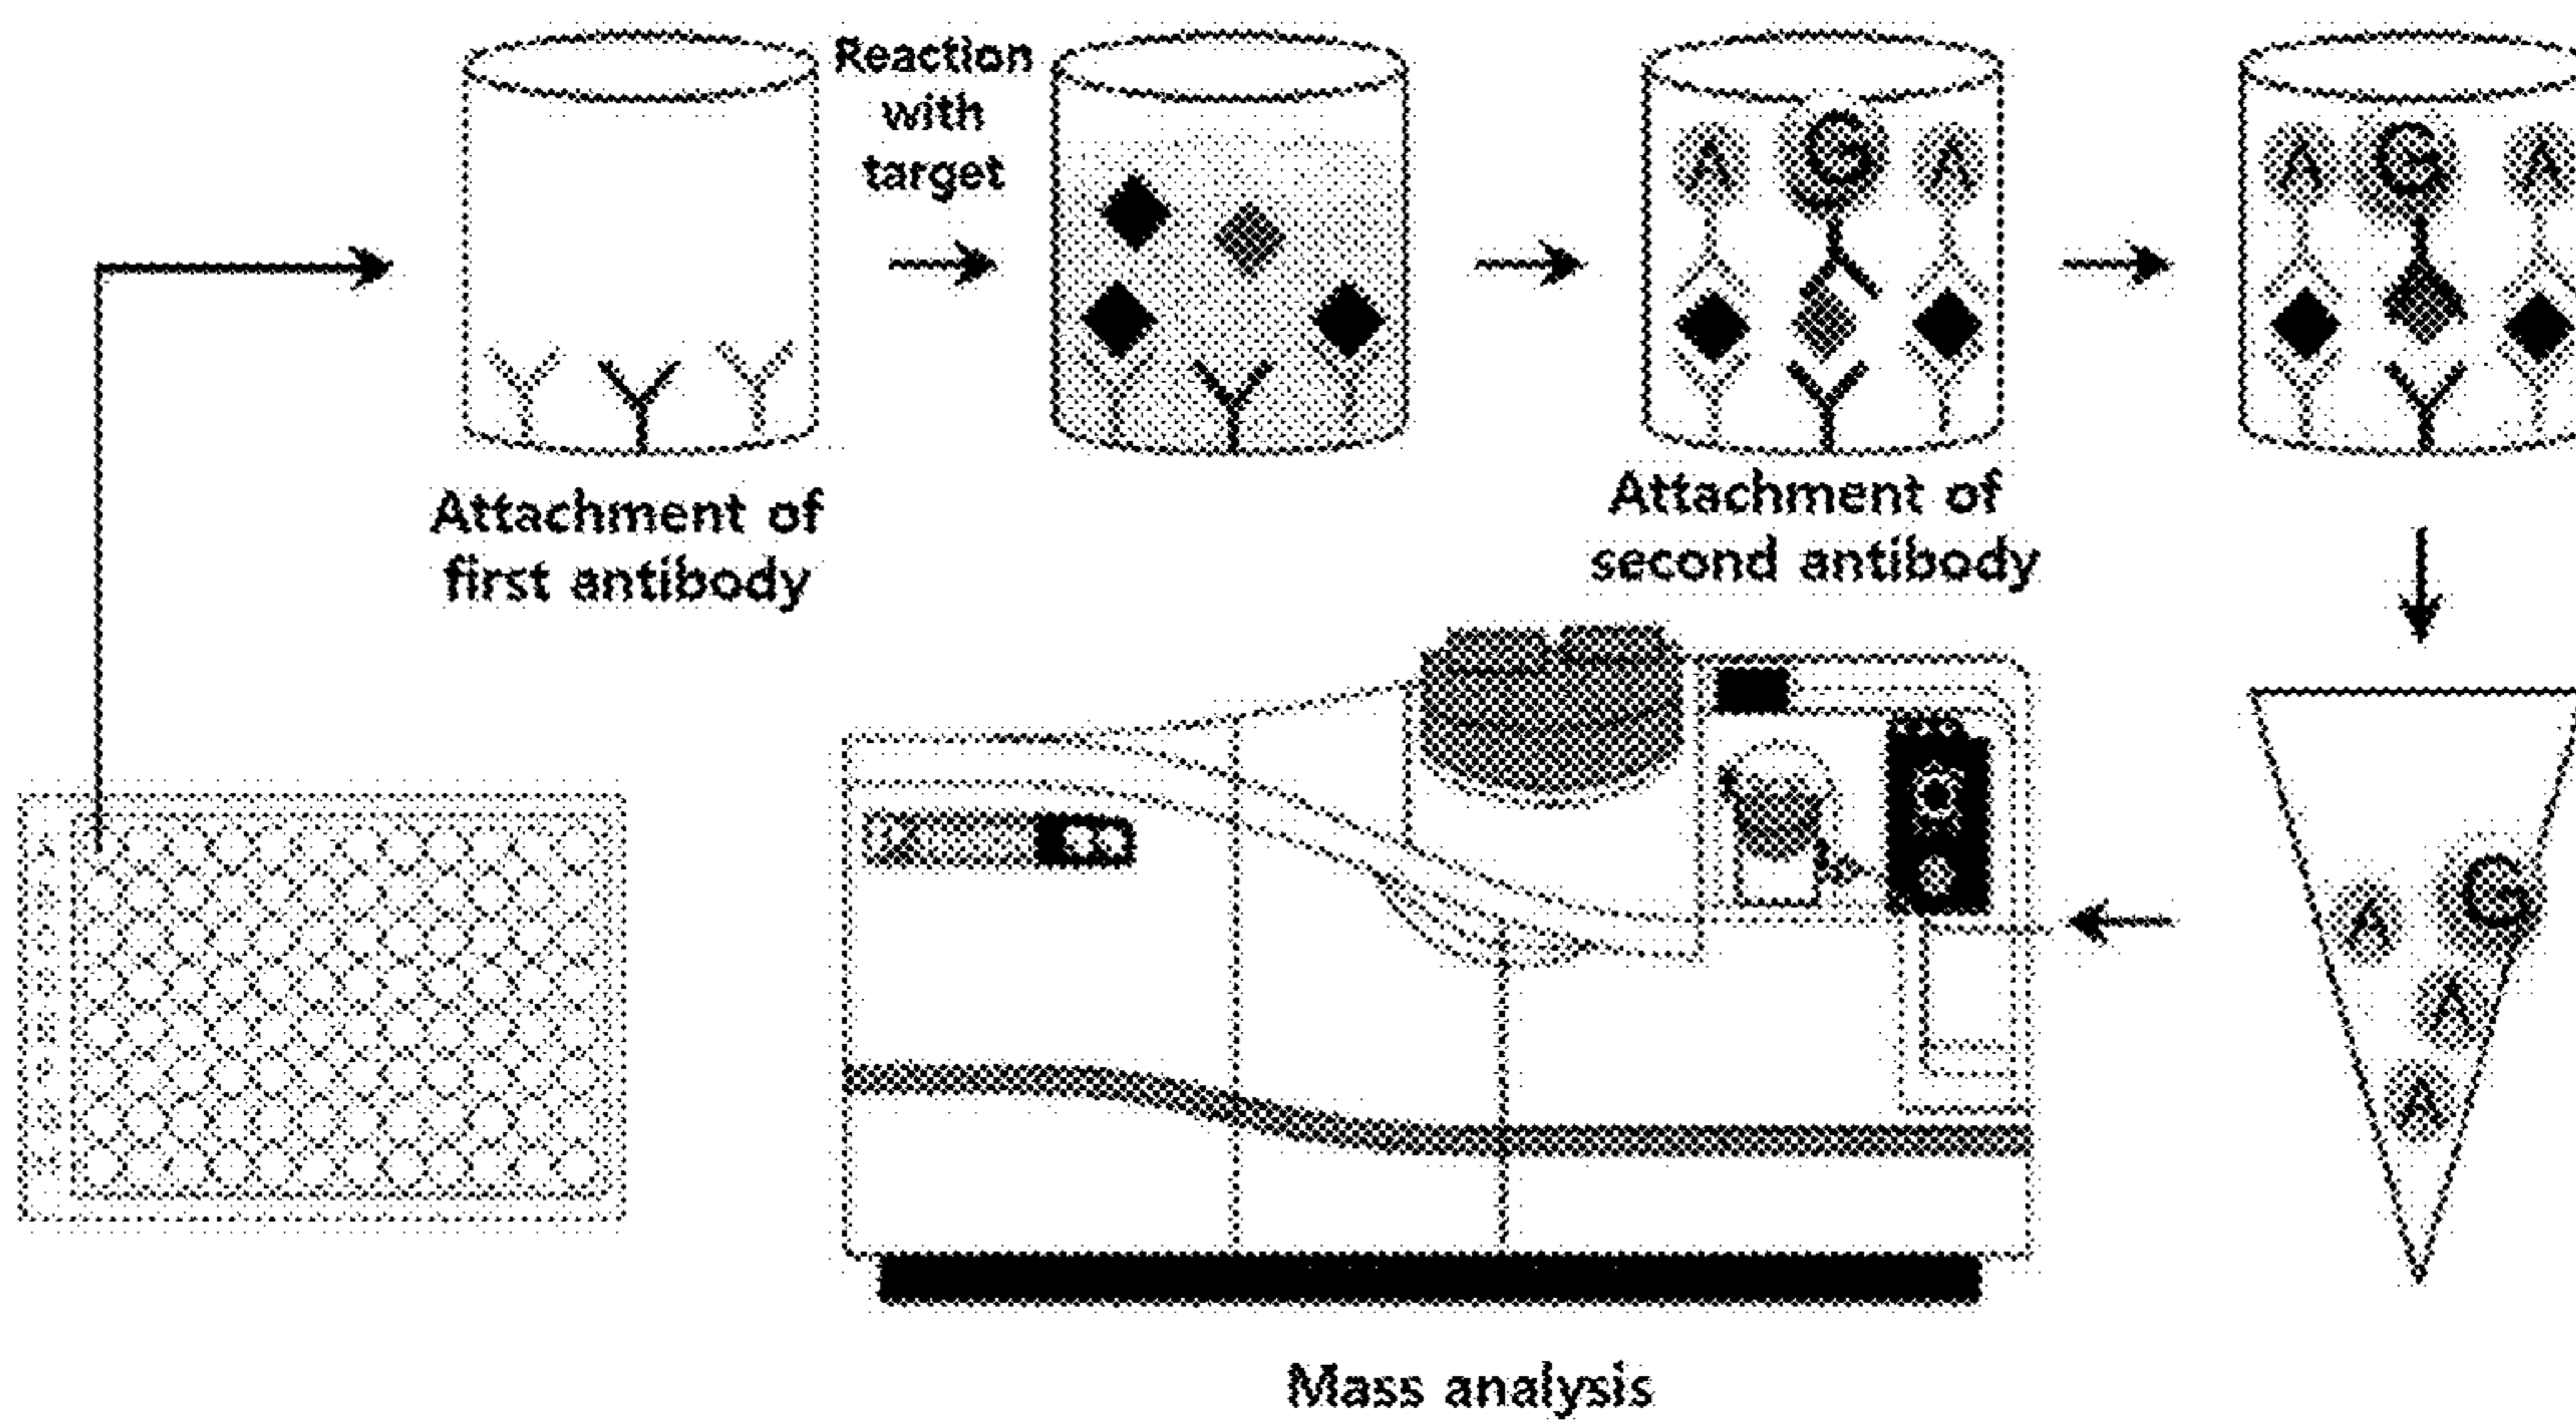 Reaction
with
target
A G A
A G A
Attachment of
first antibody
Attachment of
second antibody
A G
A
A
Mass analysis